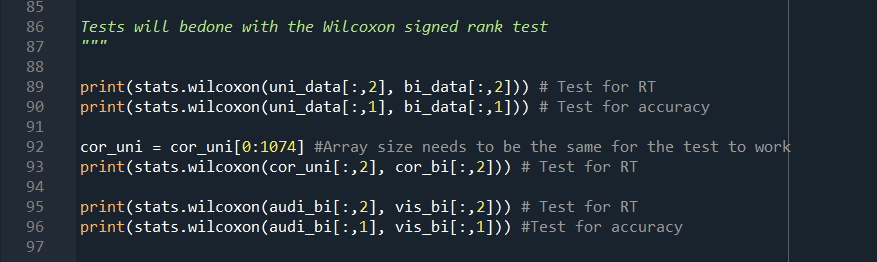 85
86 Tests will bedone with the Wilcoxon signed rank test
87 """
88
89 print(stats.wilcoxon(uni_data[:,2], bi_data[:,2])) # Test for RT
90 print(stats.wilcoxon(uni_data[:,1], bi_data[:,1])) # Test for accuracy
91
92 cor_uni = cor_uni[0:1074] #Array size needs to be the same for the test to work
93 print(stats.wilcoxon(cor_uni[:,2], cor_bi[:,2])) # Test for RT
94
95 print(stats.wilcoxon(audi_bi[:,2], vis_bi[:,2])) # Test for RT
96 print(stats.wilcoxon(audi_bi[:,1], vis_bi[:,1])) #Test for accuracy
97